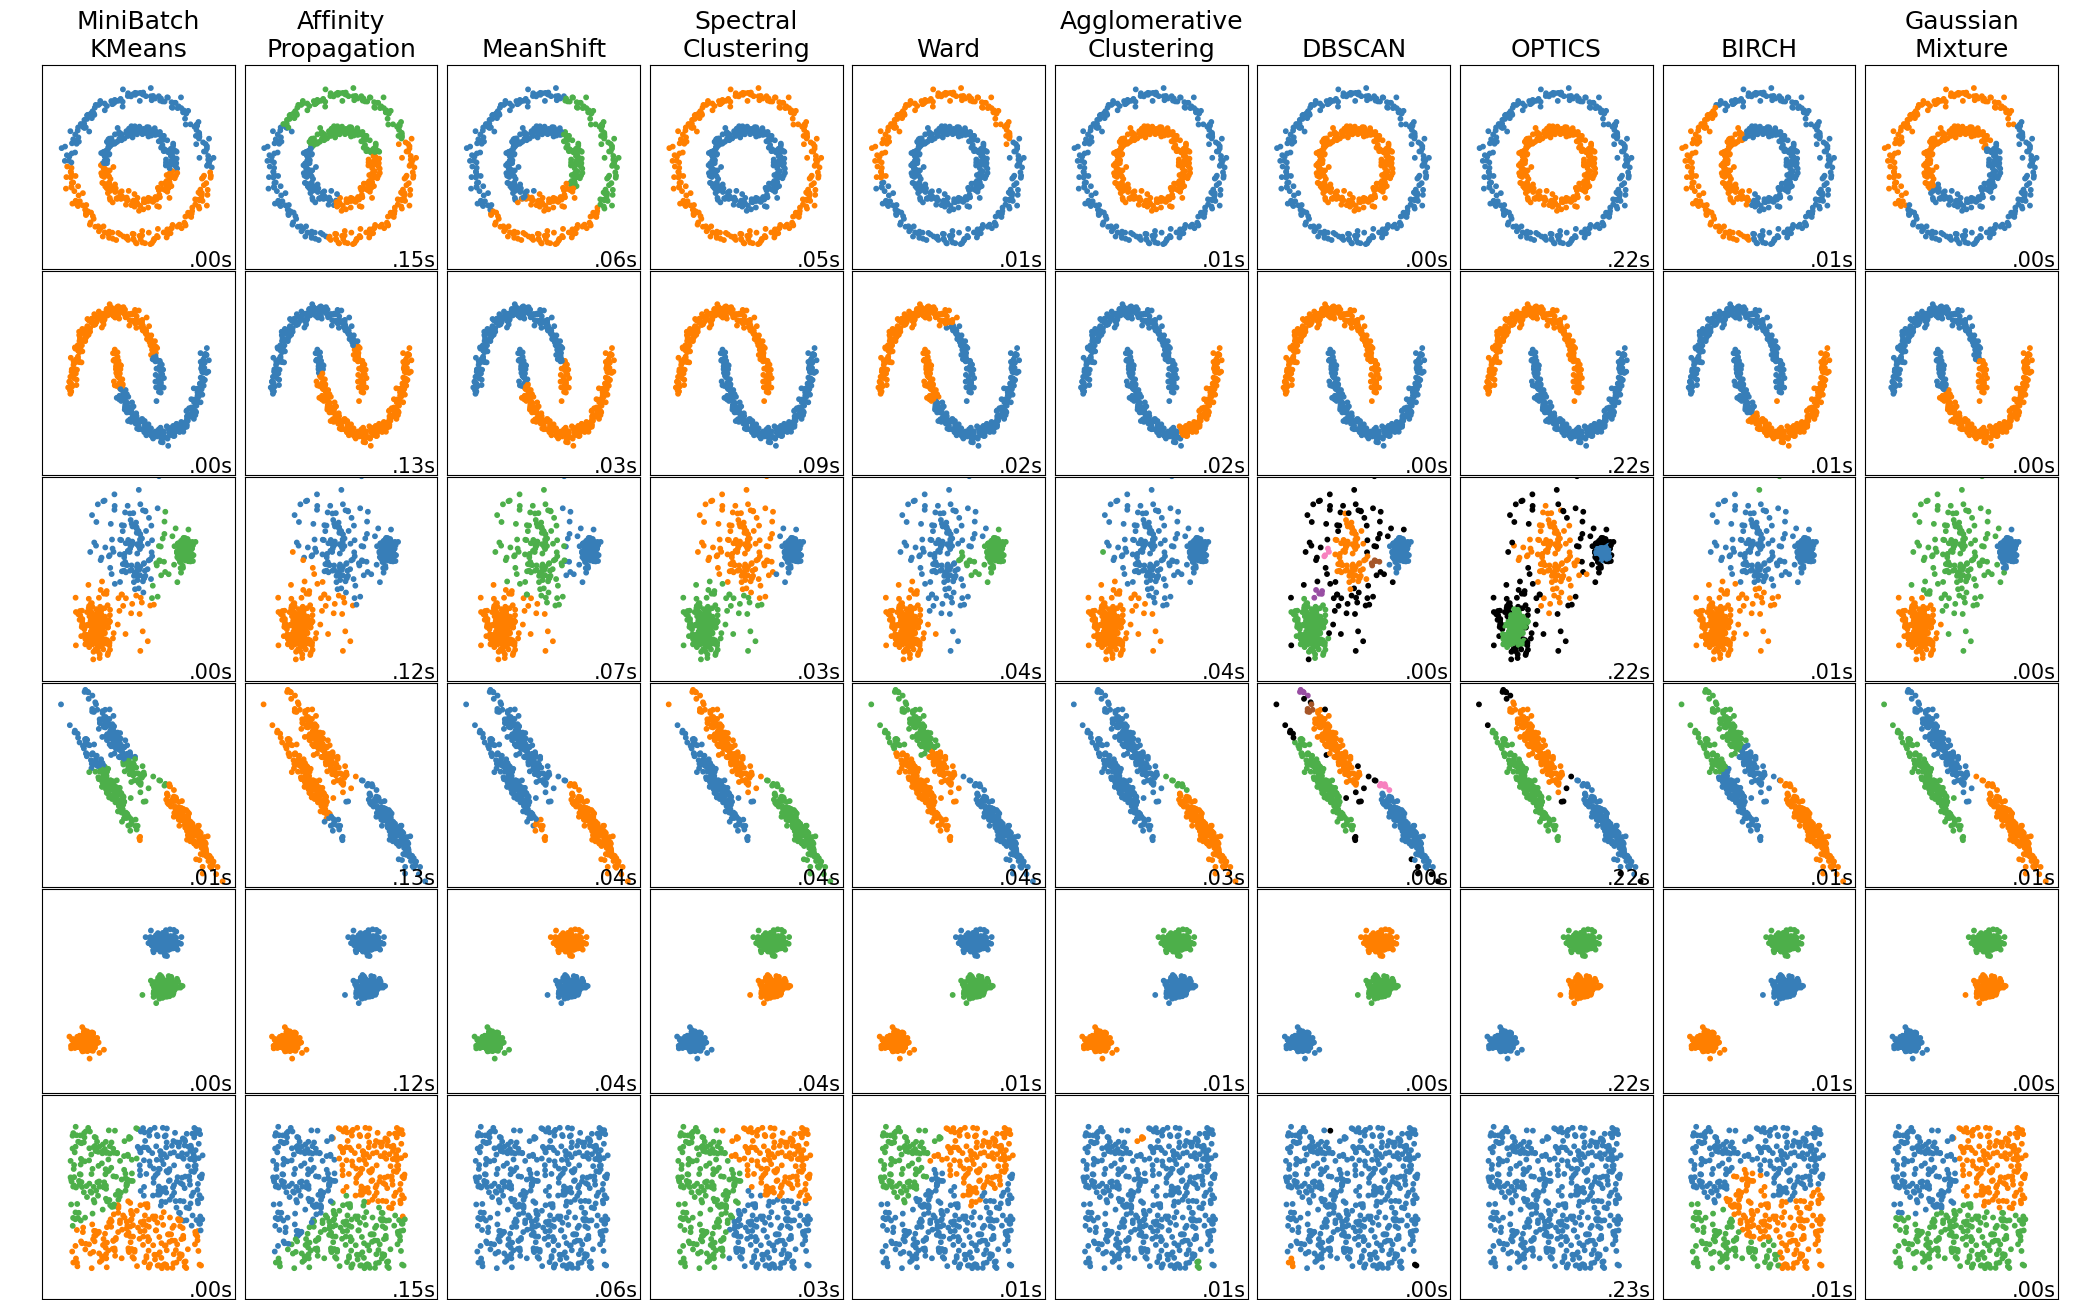 MiniBatch
KMeans
Affinity
Propagation
MeanShift
Spectral
Clustering
Ward
Agglomerative
Clustering
DBSCAN
OPTICS
BIRCH
Gaussian
Mixture
.00s
.15s
.06s
.05s
.01s
.01s
.00s
.22s
.01s
.00s
.00s
.13s
.03s
.09s
.02s
.02s
.00s
.22s
.01s
.00s
.00s
.12s
.07s
.03s
.04s
.04s
.00s
.22s
.01s
.00s
.01s
.13s
.04s
.04s
.04s
.03s
.00s
.22s
.01s
.01s
.00s
.12s
.04s
.04s
.01s
.01s
.00s
.22s
.01s
.00s
.00s
.15s
.06s
.03s
.01s
.01s
.00s
.23s
.01s
.00s